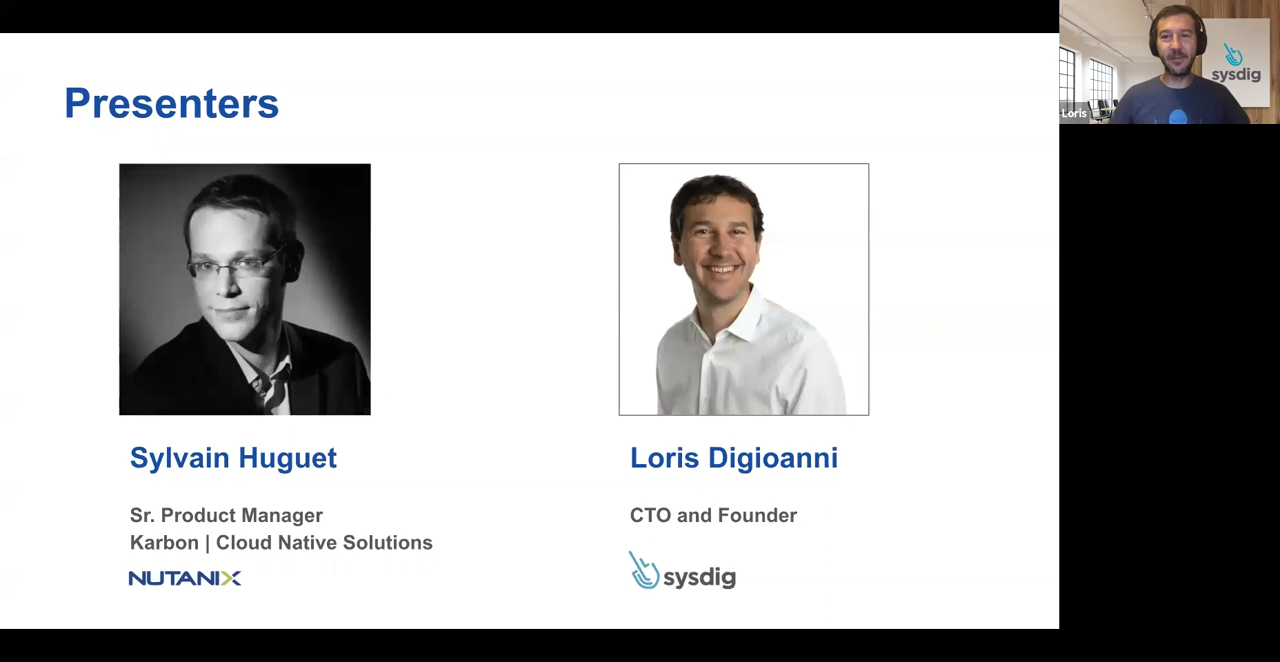 Presenters
Sylvain Huguet
Sr. Product Manager
Karbon | Cloud Native Solutions
NUTANIX
Loris Digioanni
CTO and Founder
sysdig
sysdig
Loris